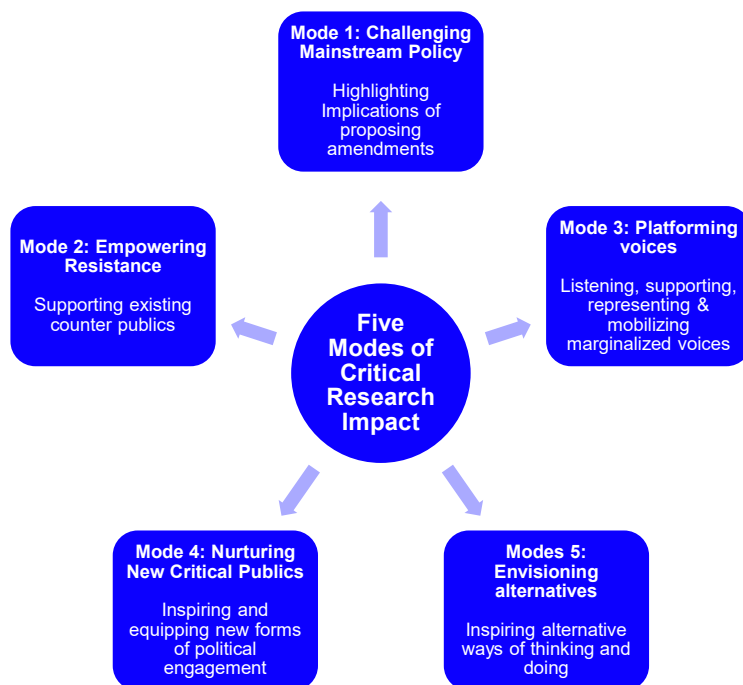 Mode 1: Challenging
Mainstream Policy
Highlighting
Implications of
proposing
amendments
Mode 2: Empowering
Resistance
Supporting existing
counter publics
Mode 3: Platforming
voices
Listening, supporting,
representing &
mobilizing
marginalized voices
Five
Modes of
Critical
Research
Impact
Mode 4: Nurturing
New Critical Publics
Inspiring and
equipping new forms
of political
engagement
Modes 5:
Envisioning
alternatives
Inspiring alternative
ways of thinking and
doing